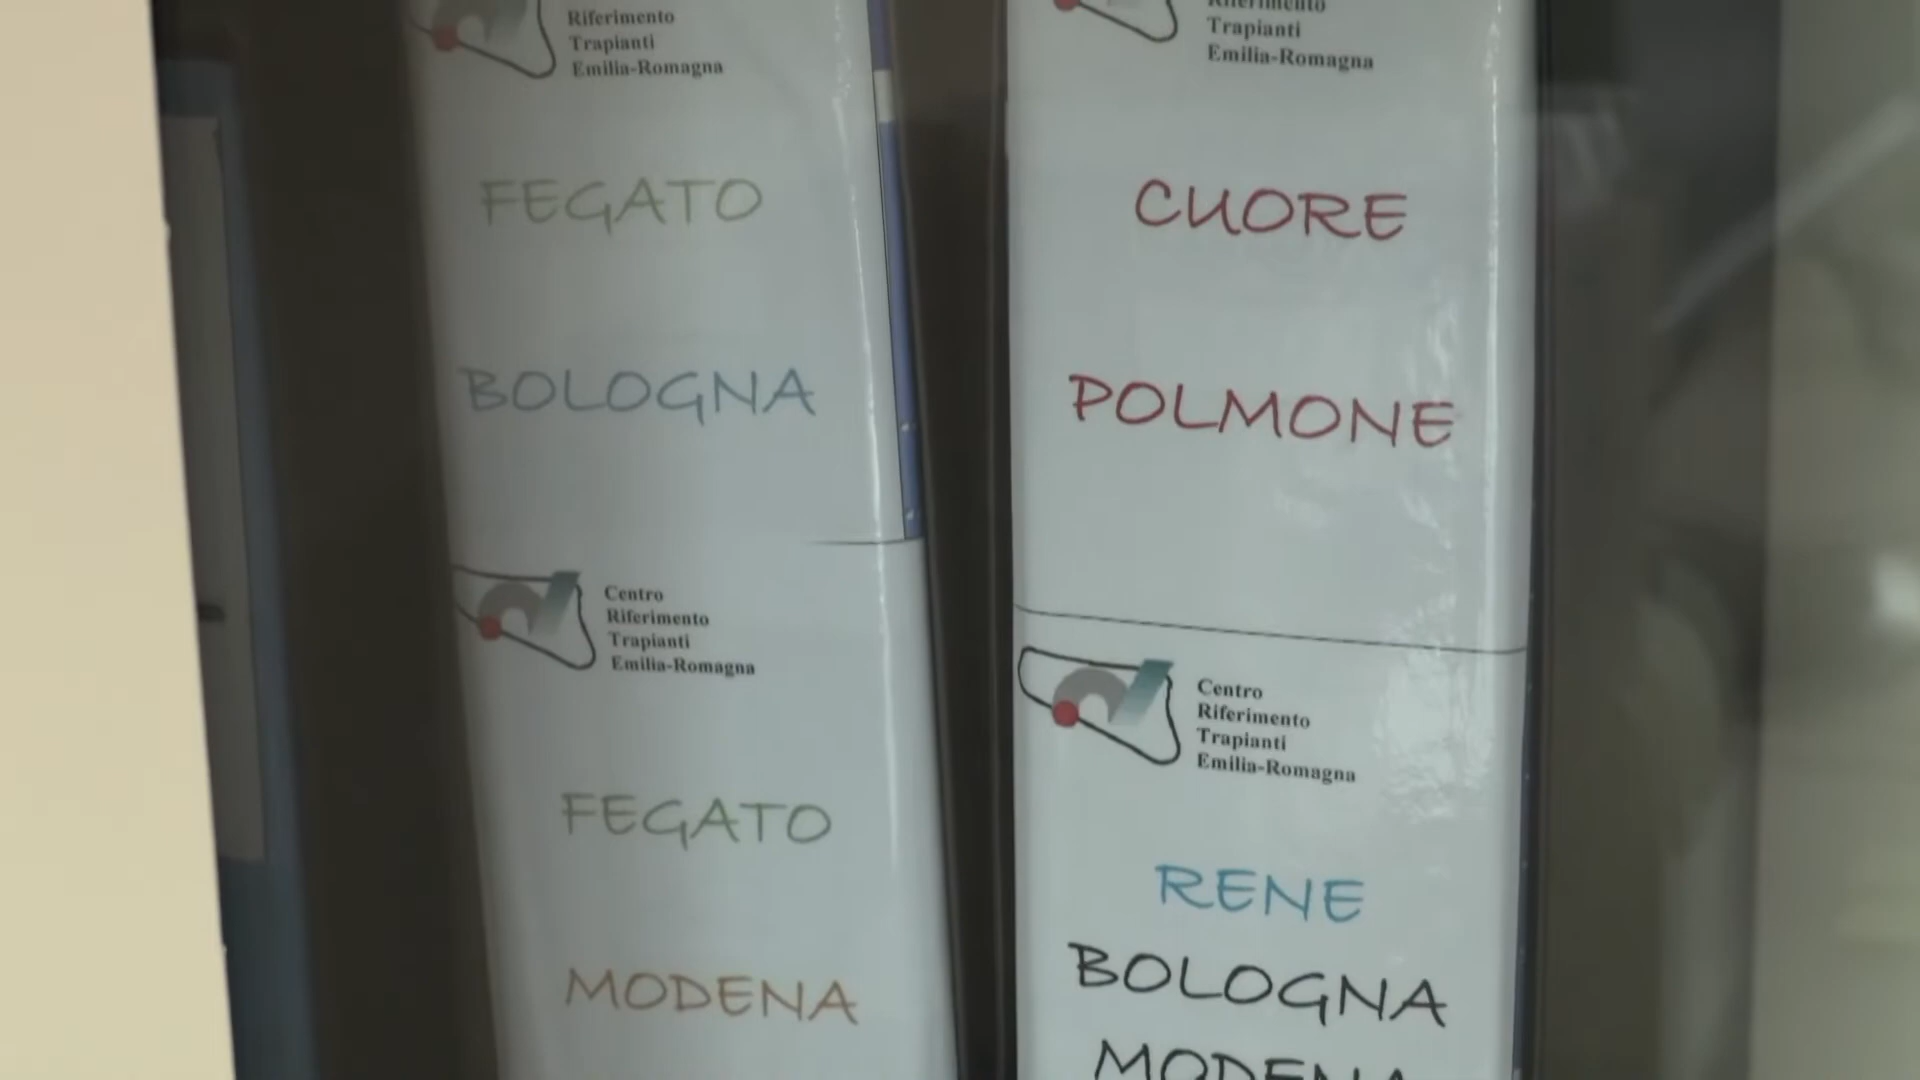 Riferimento
Trapianti
Emilia-Romagna
FEGATO
BOLOGNA
Centro
Riferimento
Trapianti
Emilia-Romagna
FEGATO
MODENA
Riferimento
Trapianti
Emilia-Romagna
CUORE
POLMONE
Centro
Riferimento
Trapianti
Emilia-Romagna
RENE
BOLOGNA
MODENA